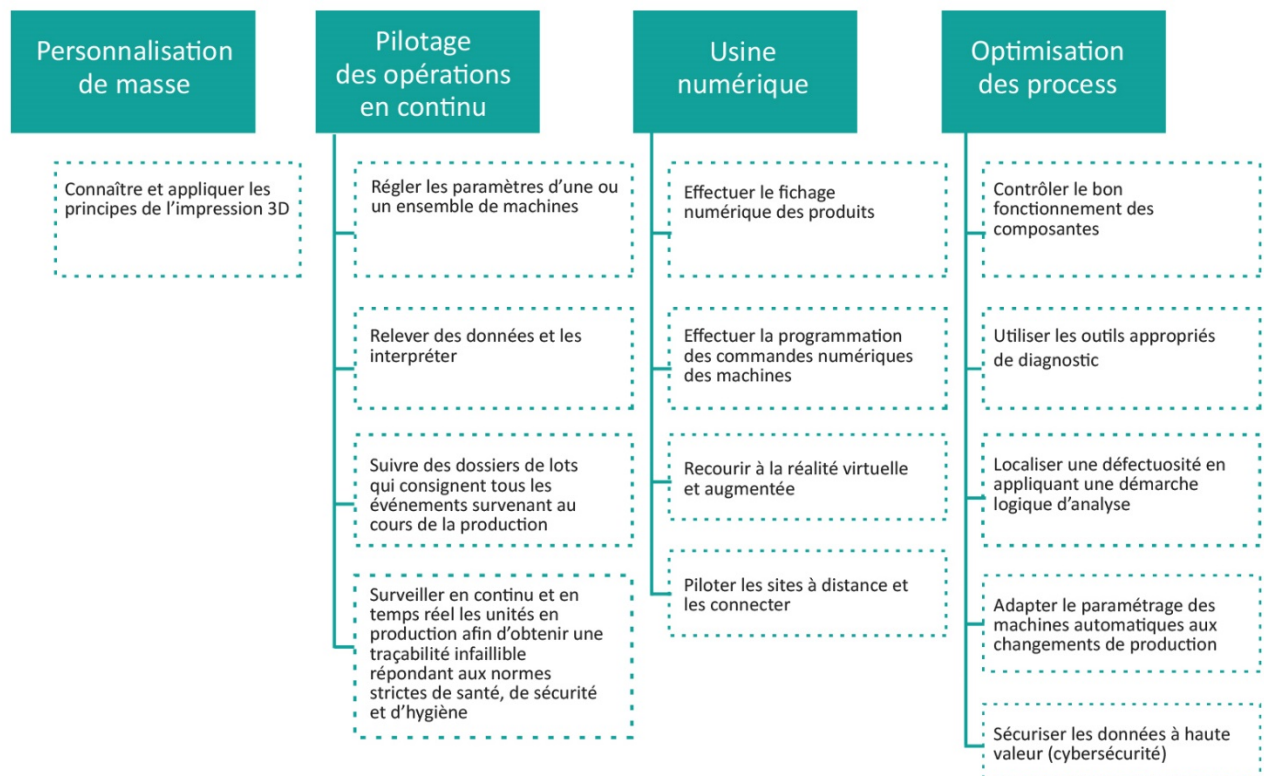 Personnalisation
de masse
Connaître et appliquer les
principes de l'impression 3D
Pilotage
des opérations
en continu
Régler les paramètres d'une ou
un ensemble de machines
Relever des données et les
interpréter
Suivre des dossiers de lots
qui consignent tous les
événements survenant au
cours de la production
Surveiller en continu et en
temps réel les unités en
production afin d'obtenir une
traçabilité infaillible
répondant aux normes
strictes de santé, de sécurité
et d'hygiène
Usine
numérique
Effectuer le fichage
numérique des produits
Effectuer la programmation
des commandes numériques
des machines
Recourir à la réalité virtuelle
et augmentée
Piloter les sites à distance et
les connecter
Optimisation
des process
Contrôler le bon
fonctionnement des
composantes
Utiliser les outils appropriés
de diagnostic
Localiser une défectuosité en
appliquant une démarche
logique d'analyse
Adapter le paramétrage des
machines automatiques aux
changements de production
Sécuriser les données à haute
valeur (cybersécurité)